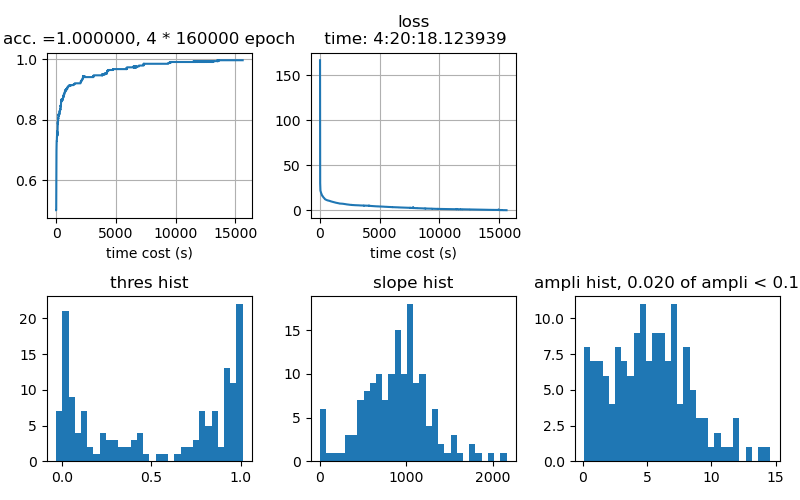 acc. =1.000000, 4 * 160000 epoch
1.0
0.8
0.6
0 5000 10000 15000
time cost (s)
loss
time: 4:20:18.123939
150
100
50
0
0 5000 10000 15000
time cost (s)
thres hist
20
15
10
5
0
0.0 0.5 1.0
slope hist
15
10
5
0
0 1000 2000
ampli hist, 0.020 of ampli < 0.1
10.0
7.5
5.0
2.5
0.0
0 5 10 15